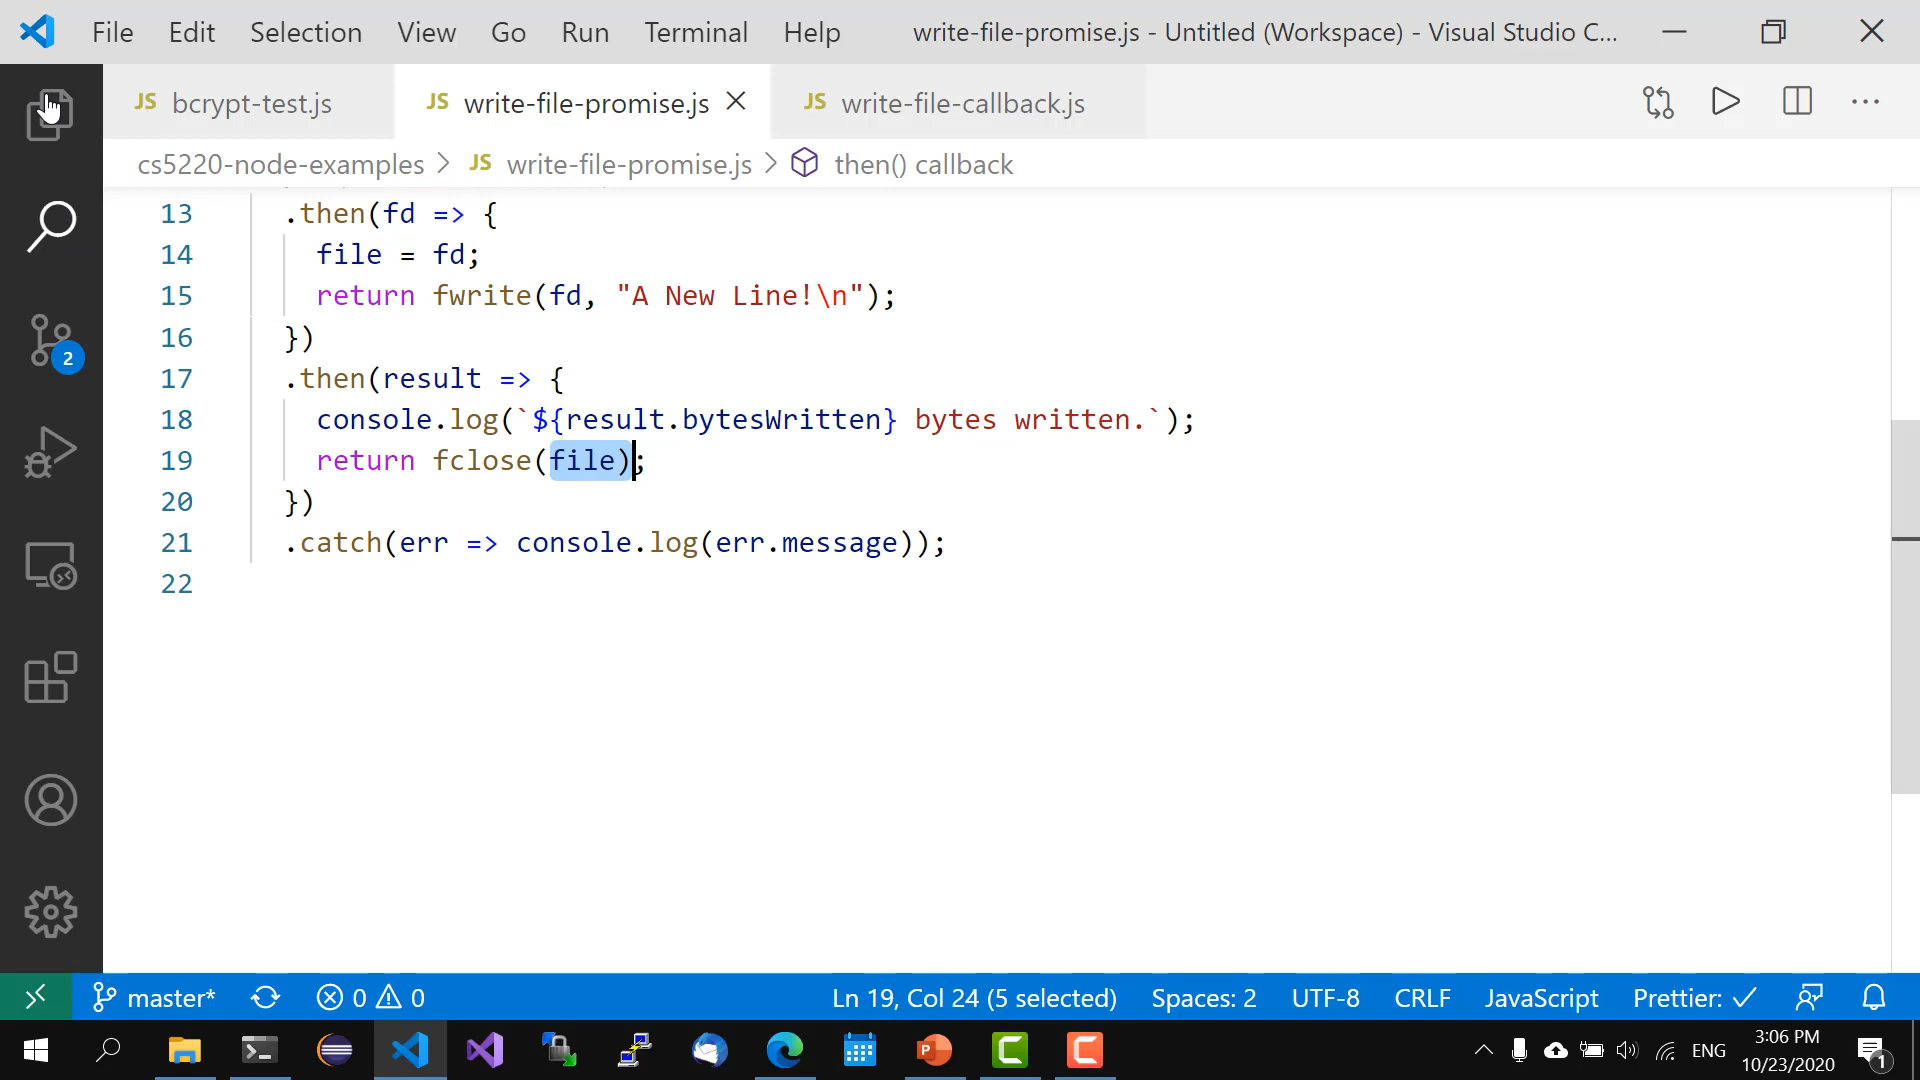 File Edit Selection View Go Run Terminal Help write-file-promise.js - Untitled (Workspace) - Visual Studio C...
JS bcrypt-test.js JS write-file-promise.js JS write-file-callback.js
cs5220-node-examples > JS write-file-promise.js > then() callback
13 .then(fd => {
14 file = fd;
15 return fwrite(fd, "A New Line!\n");
16 })
17 .then(result => {
18 console.log(`${result.bytesWritten} bytes written.`);
19 return fclose(file);
20 })
21 .catch(err => console.log(err.message));
22
2
master* 0 0 Ln 19, Col 24 (5 selected) Spaces: 2 UTF-8 CRLF JavaScript Prettier: ✓
ENG 3:06 PM
10/23/2020 1